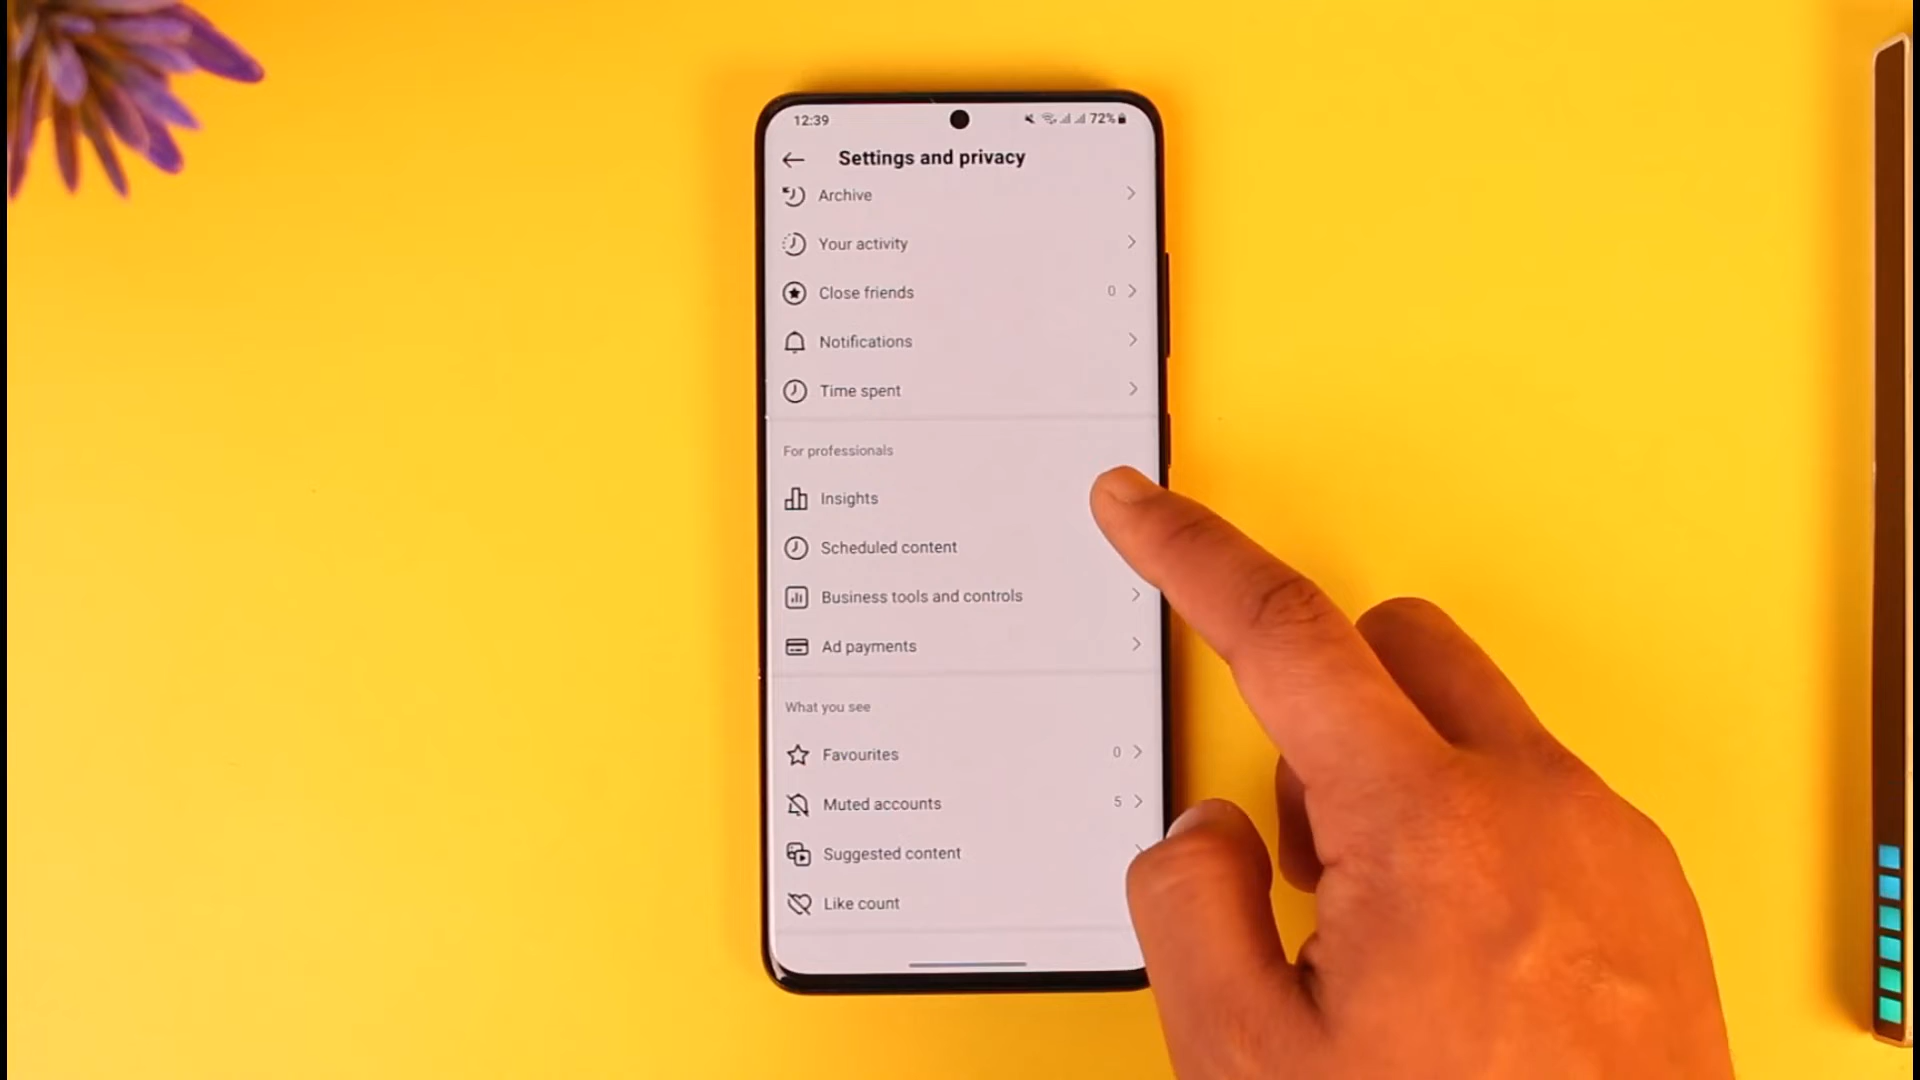 12:39
72%
Settings and privacy
Archive
Your activity
Close friends 0
Notifications
Time spent
For professionals
Insights
Scheduled content
Business tools and controls
Ad payments
What you see
Favourites 0
Muted accounts 5
Suggested content
Like count